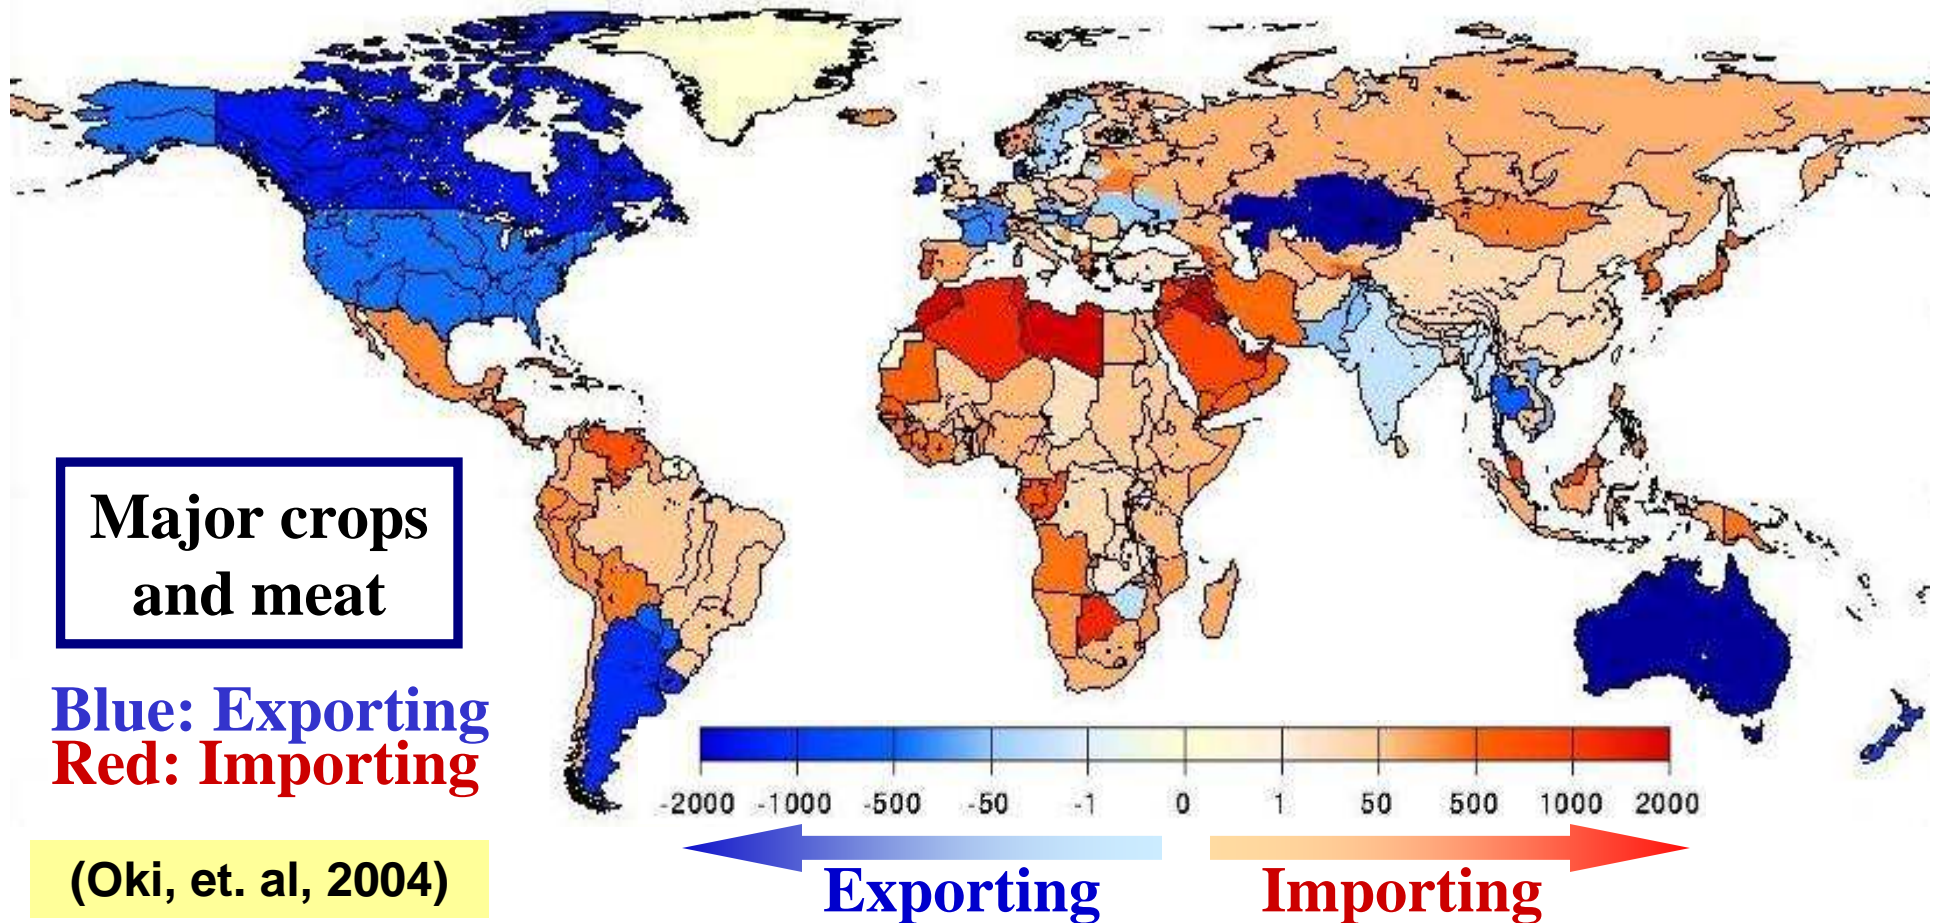 Major crops
and meat
Blue: Exporting
Red: Importing
-2000 -1000 -500 -50 -1 0 1 50 500 1000 2000
Exporting Importing
(Oki, et. al, 2004)